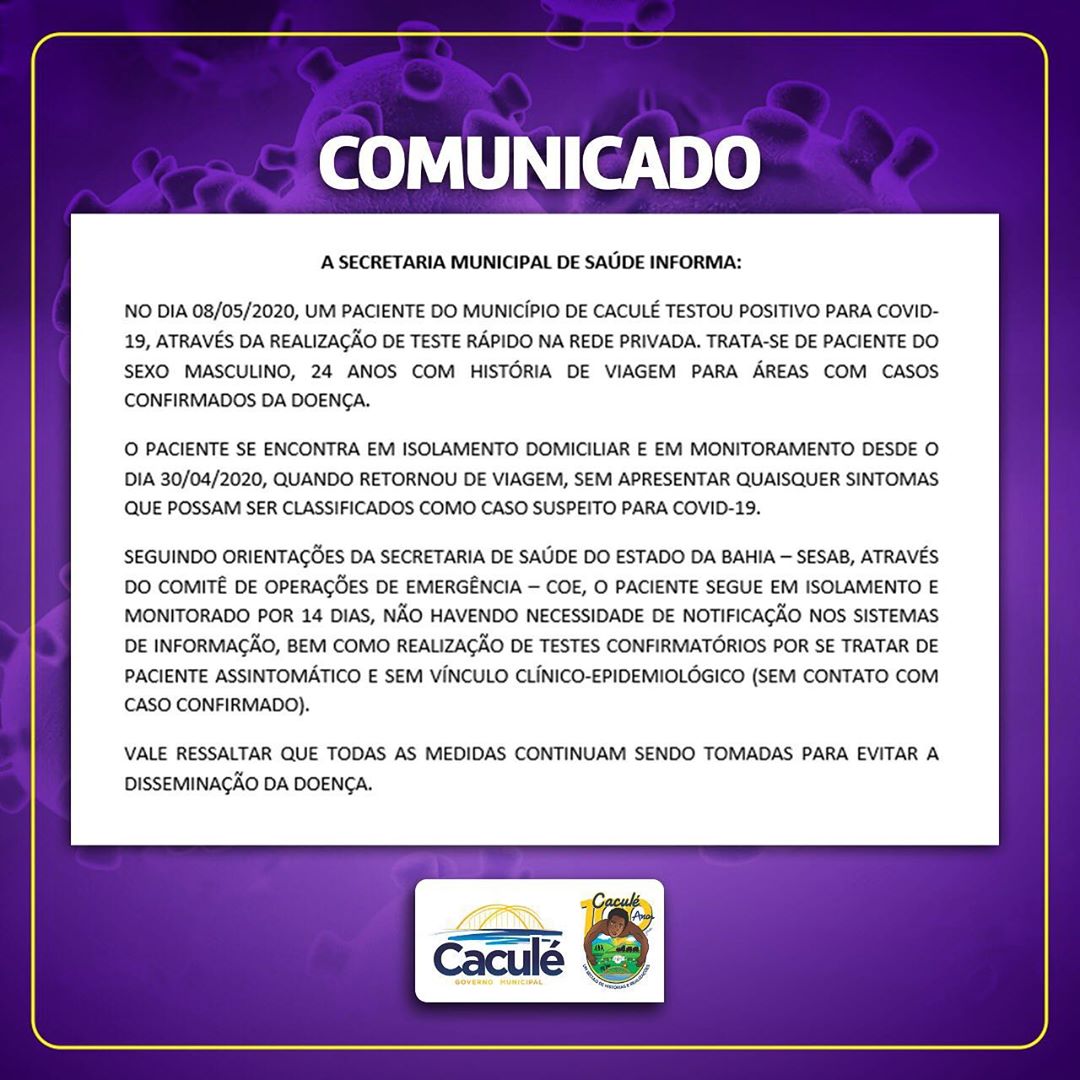 COMUNICADO
A SECRETARIA MUNICIPAL DE SAÚDE INFORMA:
NO DIA 08/05/2020, UM PACIENTE DO MUNICÍPIO DE CACULÉ TESTOU POSITIVO PARA COVID-
19, ATRAVÉS DA REALIZAÇÃO DE TESTE RÁPIDO NA REDE PRIVADA. TRATA-SE DE PACIENTE DO
SEXO MASCULINO, 24 ANOS COM HISTÓRIA DE VIAGEM PARA ÁREAS COM CASOS
CONFIRMADOS DA DOENÇA.
O PACIENTE SE ENCONTRA EM ISOLAMENTO DOMICILIAR E EM MONITORAMENTO DESDE O
DIA 30/04/2020, QUANDO RETORNOU DE VIAGEM, SEM APRESENTAR QUAISQUER SINTOMAS
QUE POSSAM SER CLASSIFICADOS COMO CASO SUSPEITO PARA COVID-19.
SEGUINDO ORIENTAÇÕES DA SECRETARIA DE SAÚDE DO ESTADO DA BAHIA – SESAB, ATRAVÉS
DO COMITÊ DE OPERAÇÕES DE EMERGÊNCIA – COE, O PACIENTE SEGUE EM ISOLAMENTO E
MONITORADO POR 14 DIAS, NÃO HAVENDO NECESSIDADE DE NOTIFICAÇÃO NOS SISTEMAS
DE INFORMAÇÃO, BEM COMO REALIZAÇÃO DE TESTES CONFIRMATÓRIOS POR SE TRATAR DE
PACIENTE ASSINTOMÁTICO E SEM VÍNCULO CLÍNICO-EPIDEMIOLÓGICO (SEM CONTATO COM
CASO CONFIRMADO).
VALE RESSALTAR QUE TODAS AS MEDIDAS CONTINUAM SENDO TOMADAS PARA EVITAR A
DISSEMINAÇÃO DA DOENÇA.
Caculé
GOVERNO MUNICIPAL
Caculé
Anos